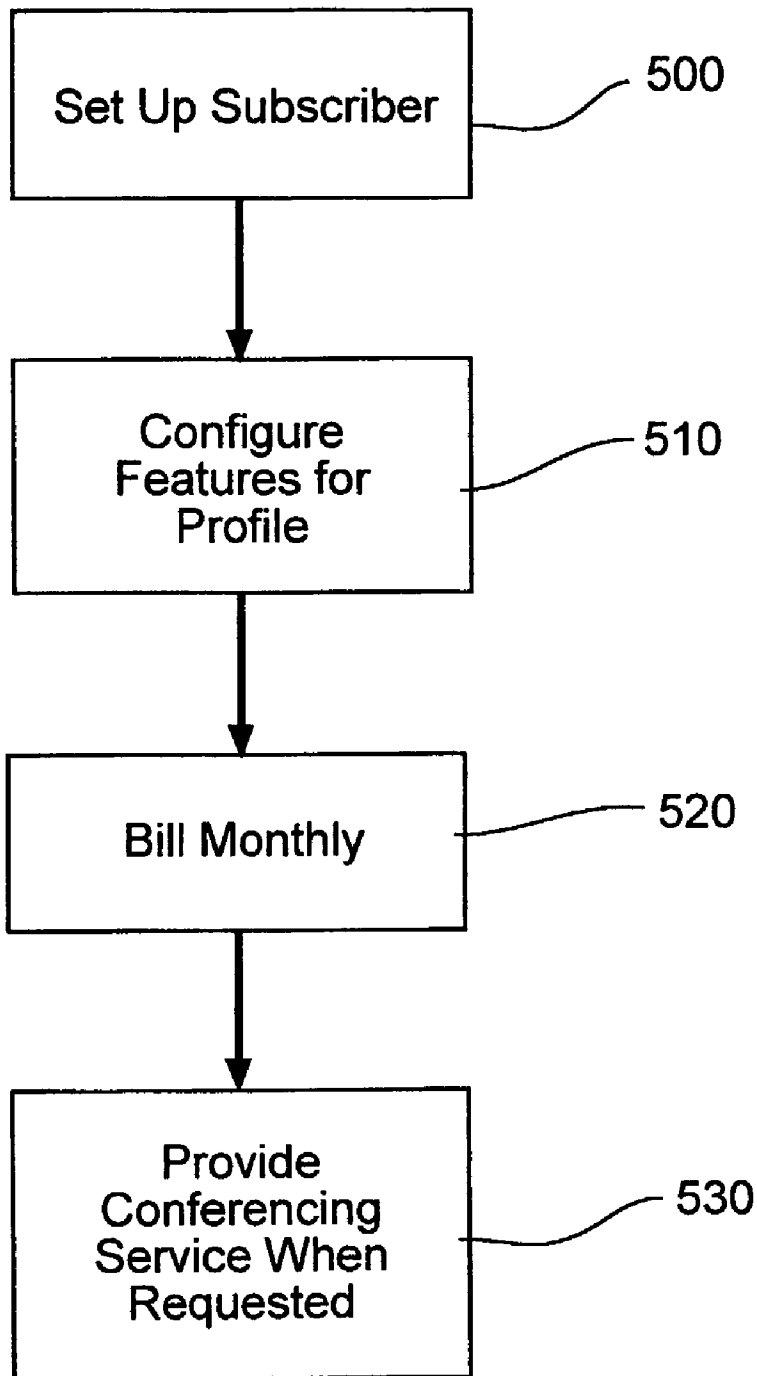 Set Up Subscriber
500
Configure
Features for
Profile
510
Bill Monthly
520
Provide
Conferencing
Service When
Requested
530